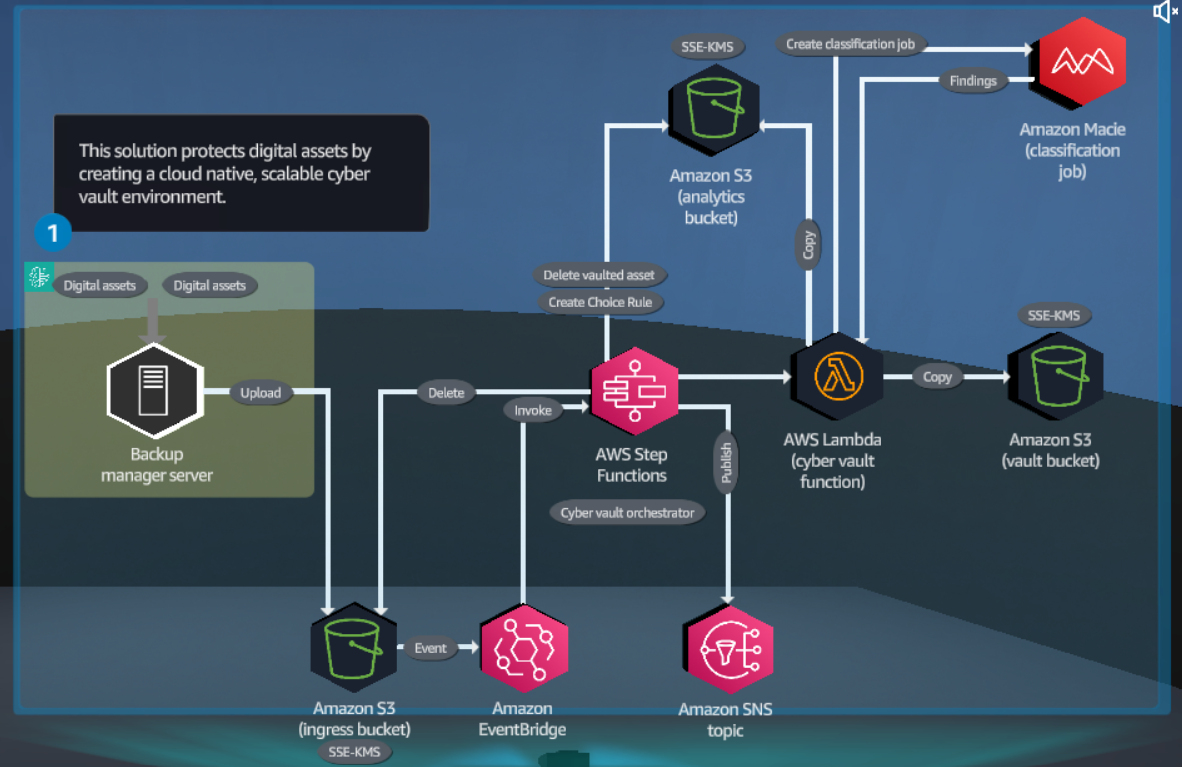 SSE-KMS
Create classification job
Findings
Amazon Macie
(classification
job)
This solution protects digital assets by
creating a cloud native, scalable cyber
vault environment.
Amazon S3
(analytics
bucket)
1
Copy
Digital assets
Digital assets
Delete vaulted asset
Create Choice Rule
SSE-KMS
Upload
Delete
Invoke
Copy
Backup
manager server
AWS Step
Functions
Publish
AWS Lambda
(cyber vault
function)
Amazon S3
(vault bucket)
Cyber vault orchestrator
Event
Amazon S3
(ingress bucket)
SSE-KMS
Amazon
EventBridge
Amazon SNS
topic